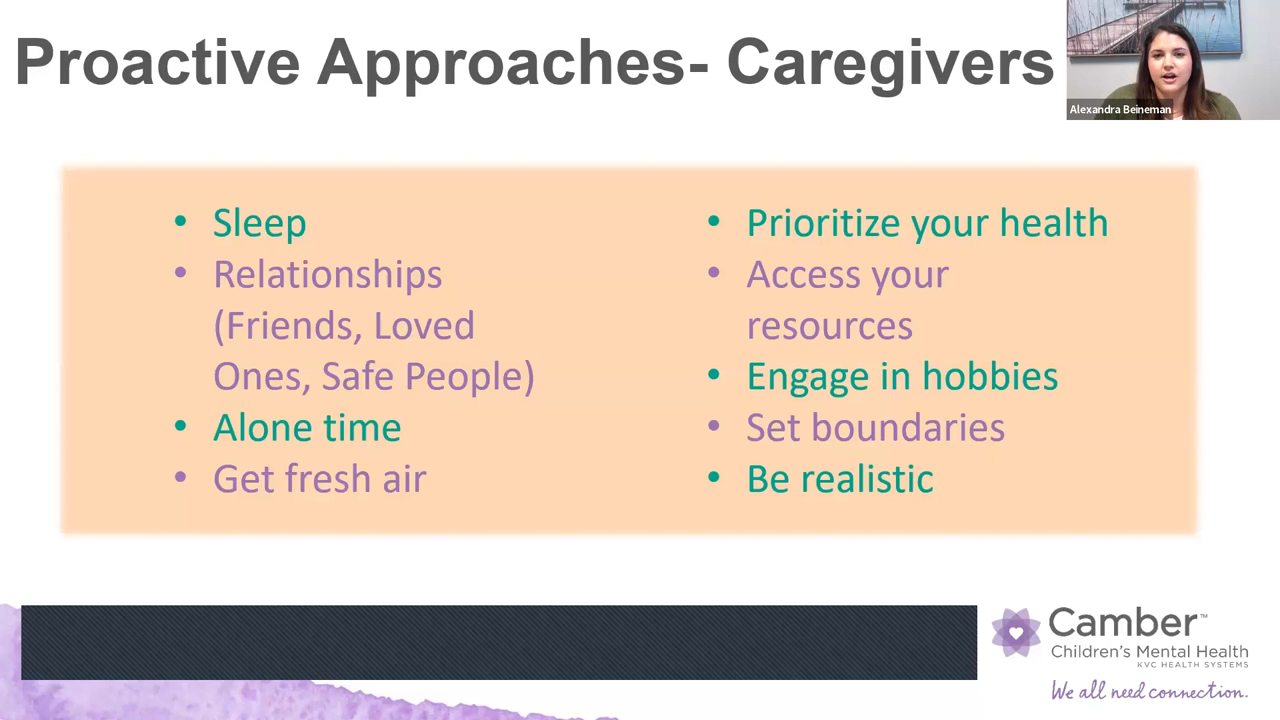 Proactive Approaches- Caregivers
Alexandra Beineman
• Sleep
• Relationships
(Friends, Loved
Ones, Safe People)
• Alone time
• Get fresh air
• Prioritize your health
• Access your
resources
• Engage in hobbies
• Set boundaries
• Be realistic
Camber™
Children's Mental Health
KVC HEALTH SYSTEMS
We all need connection.